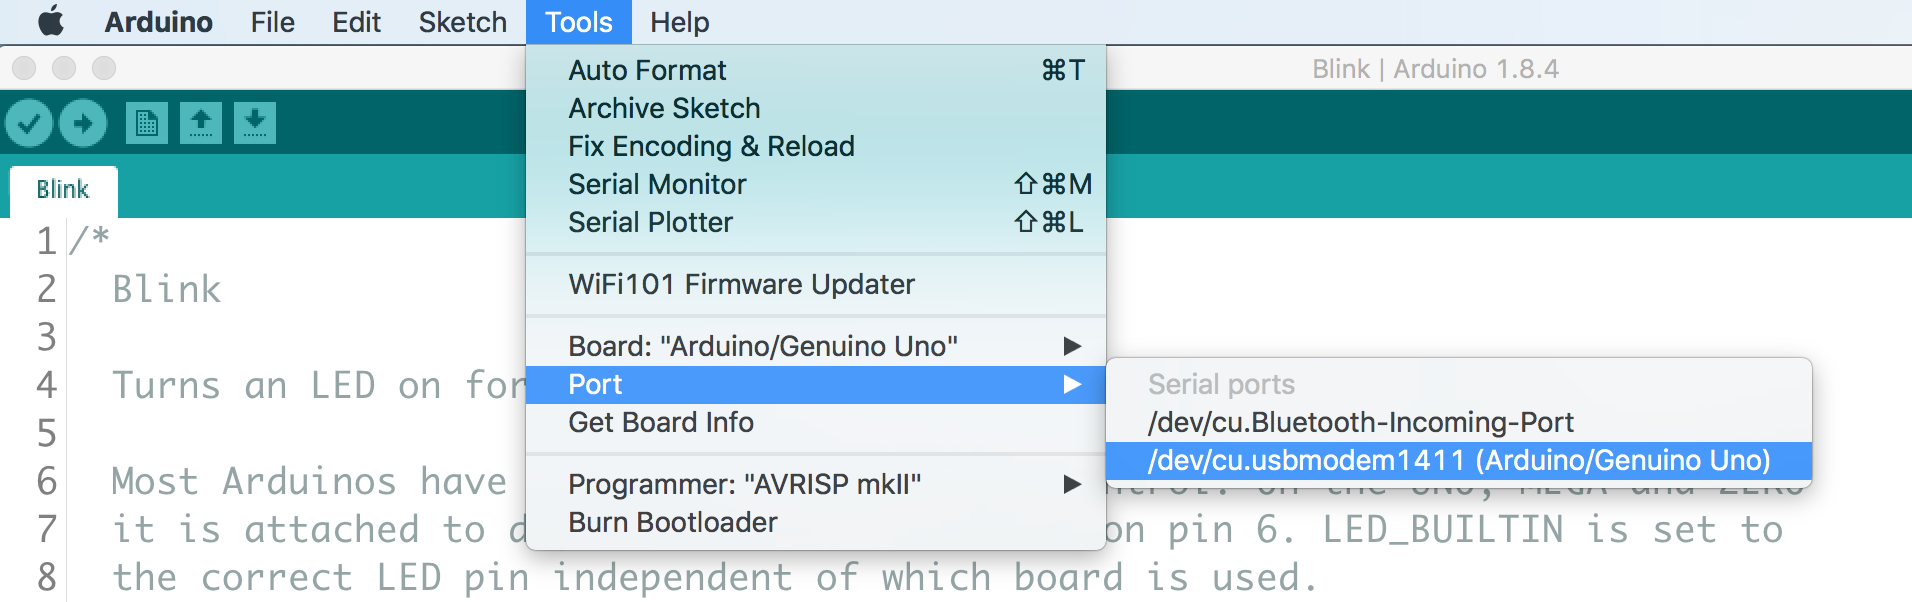 Arduino File Edit Sketch Tools Help
Blink | Arduino 1.8.4
Auto Format ⌘T
Archive Sketch
Fix Encoding & Reload
Serial Monitor ⇧⌘M
Serial Plotter ⇧⌘L
WiFi101 Firmware Updater
Board: "Arduino/Genuino Uno"
Port
Get Board Info
Programmer: "AVRISP mkII"
Burn Bootloader
Serial ports
/dev/cu.Bluetooth-Incoming-Port
/dev/cu.usbmodem1411 (Arduino/Genuino Uno)
Blink
1 /*
2 Blink
3
4 Turns an LED on for
5
6 Most Arduinos have
7 it is attached to on pin 6. LED_BUILTIN is set to
8 the correct LED pin independent of which board is used.